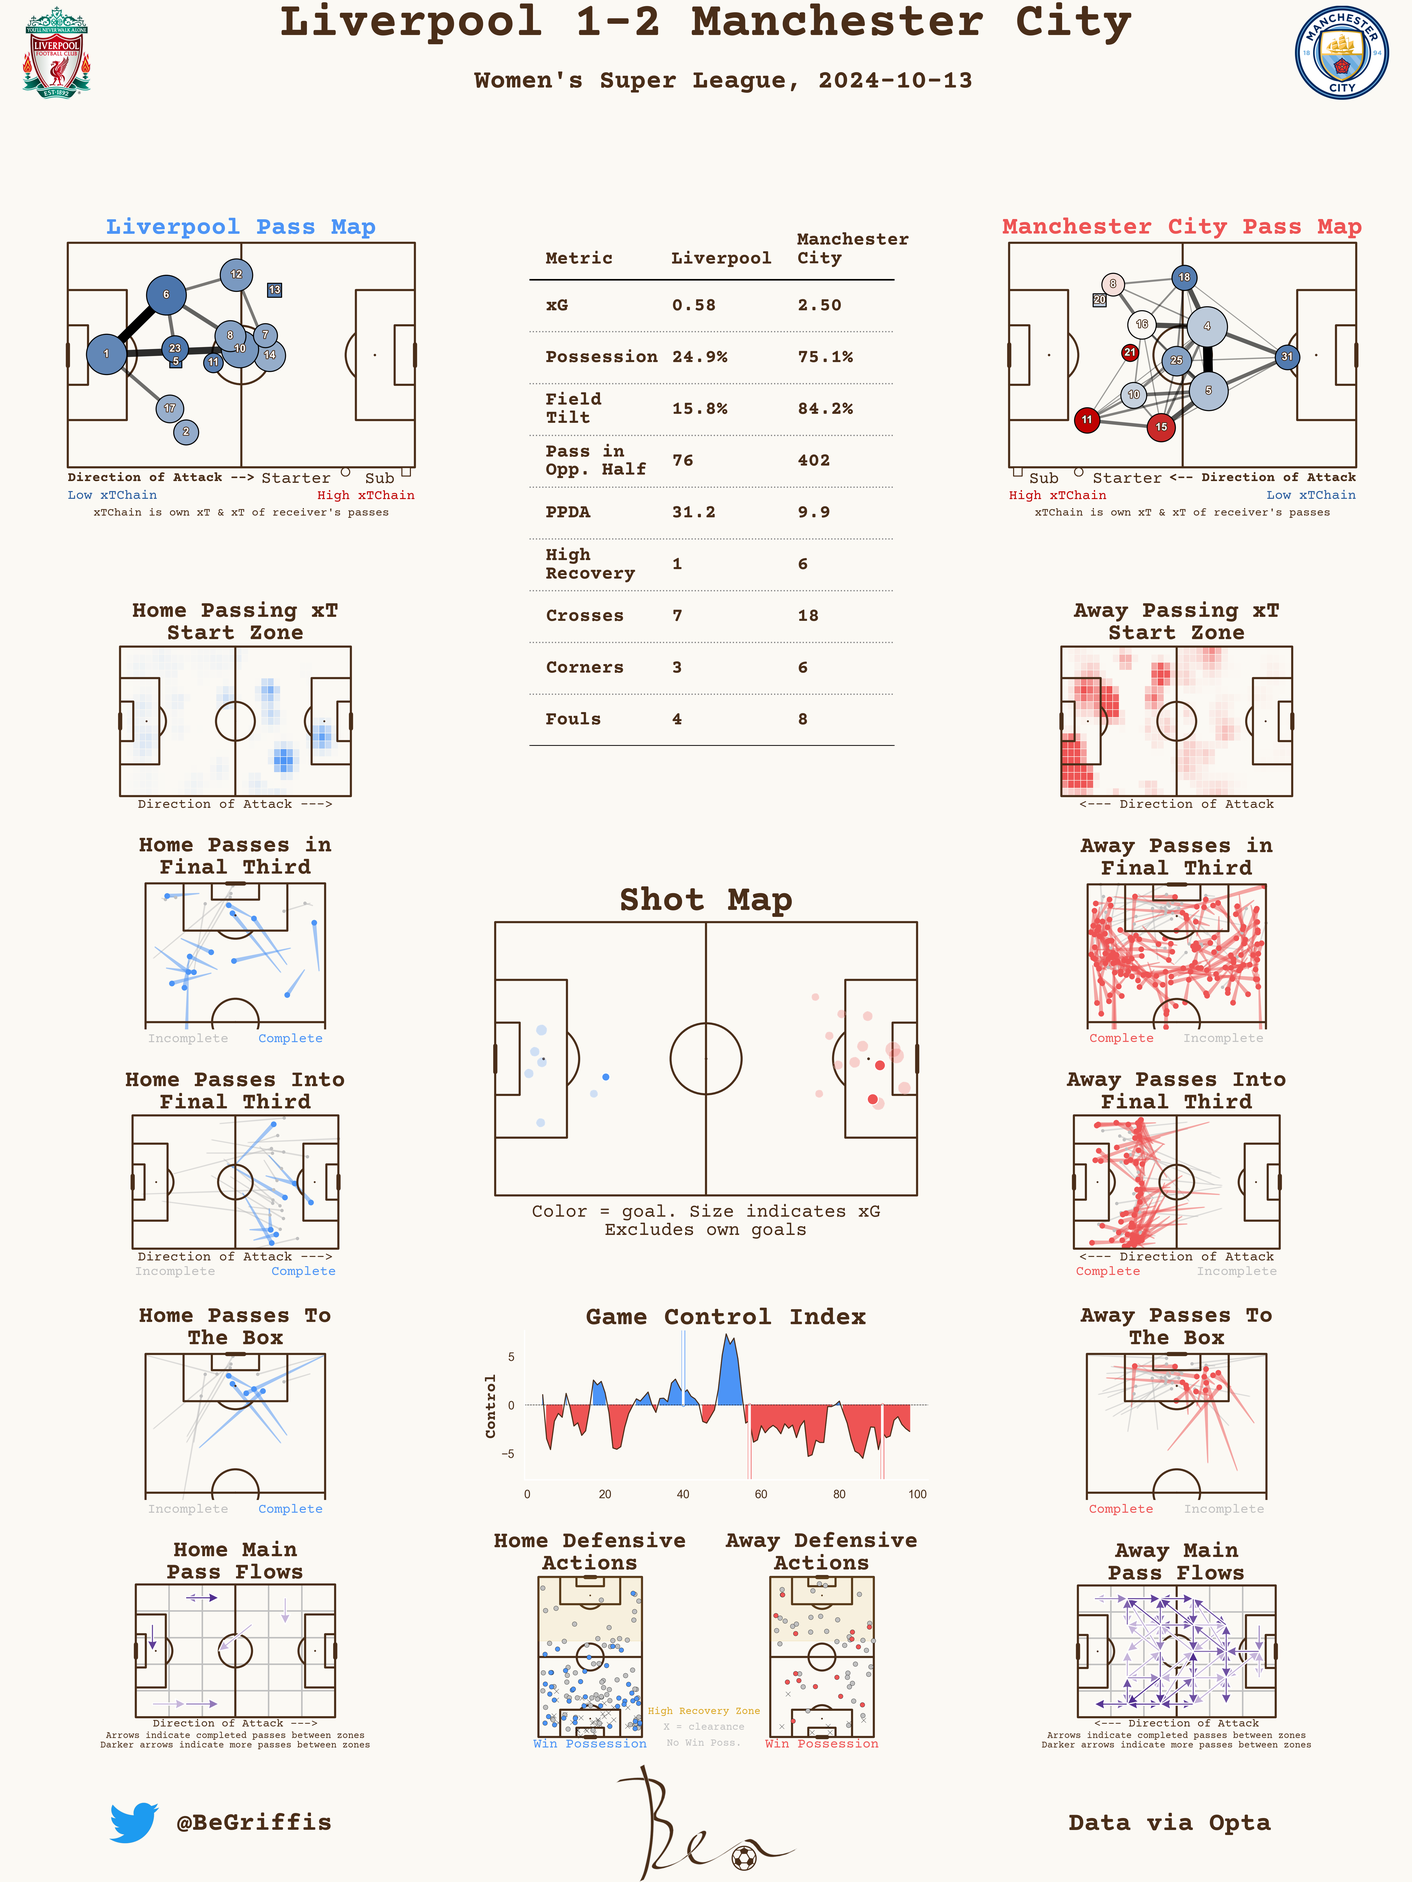 Liverpool 1-2 Manchester City
Women's Super League, 2024-10-13
YOU'LL NEVER WALK ALONE
LIVERPOOL
FOOTBALL CLUB
EST·1892
MANCHESTER
18 94
CITY
Liverpool Pass Map
1
6
12
13
23
5
8
7
10
11
14
17
2
Direction of Attack --> Starter Sub
Low xTChain High xTChain
xTChain is own xT & xT of receiver's passes
Metric Liverpool Manchester City
xG 0.58 2.50
Possession 24.9% 75.1%
Field Tilt 15.8% 84.2%
Pass in Opp. Half 76 402
PPDA 31.2 9.9
High Recovery 1 6
Crosses 7 18
Corners 3 6
Fouls 4 8
Manchester City Pass Map
8
18
20
16
4
21
25
31
10
5
11
15
Sub Starter <-- Direction of Attack
High xTChain Low xTChain
xTChain is own xT & xT of receiver's passes
Home Passing xT
Start Zone
Direction of Attack --->
Away Passing xT
Start Zone
<--- Direction of Attack
Home Passes in
Final Third
Incomplete Complete
Away Passes in
Final Third
Complete Incomplete
Shot Map
Color = goal. Size indicates xG
Excludes own goals
Home Passes Into
Final Third
Direction of Attack --->
Incomplete Complete
Away Passes Into
Final Third
<--- Direction of Attack
Complete Incomplete
Home Passes To
The Box
Incomplete Complete
Game Control Index
Control
5
0
−5
0 20 40 60 80 100
Away Passes To
The Box
Complete Incomplete
Home Main
Pass Flows
Direction of Attack --->
Arrows indicate completed passes between zones
Darker arrows indicate more passes between zones
Home Defensive
Actions
Win Possession
High Recovery Zone
X = clearance
No Win Poss.
Away Defensive
Actions
Win Possession
Away Main
Pass Flows
<--- Direction of Attack
Arrows indicate completed passes between zones
Darker arrows indicate more passes between zones
@BeGriffis
Ben
Data via Opta